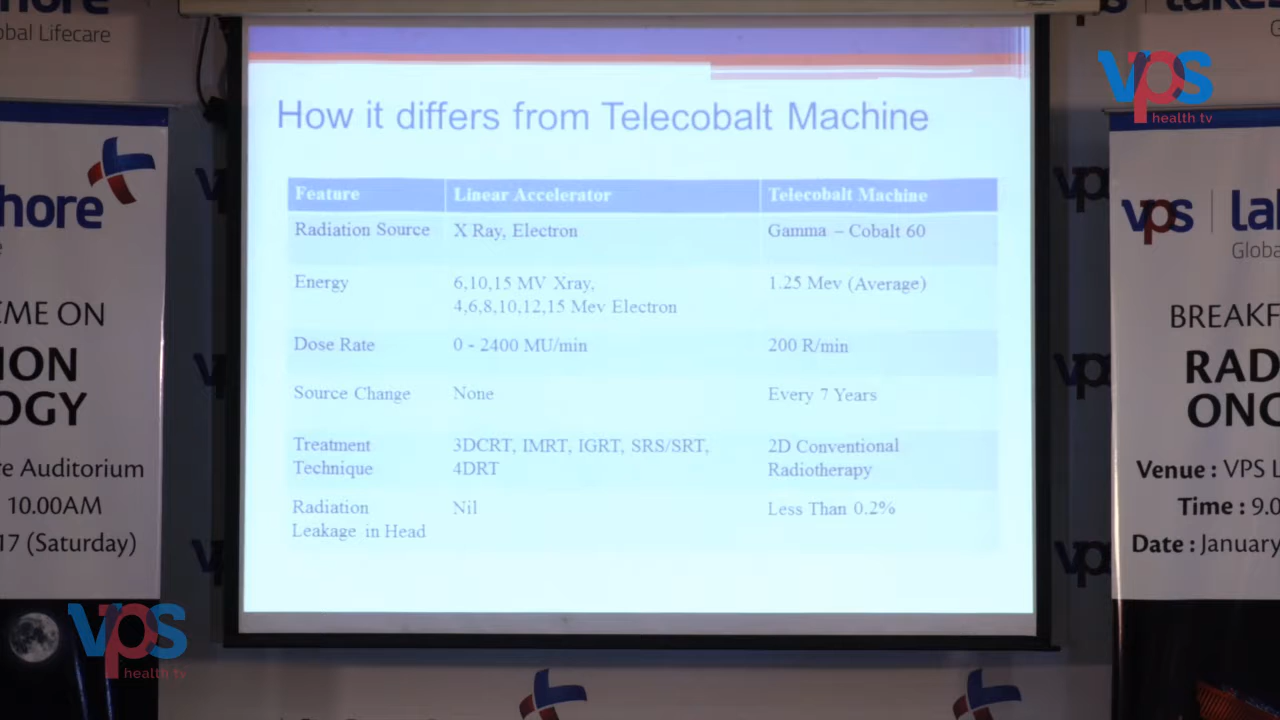 hore
obal Lifecare
vps
health tv
How it differs from Telecobalt Machine
Feature Linear Accelerator Telecobalt Machine
Radiation Source X Ray, Electron Gamma – Cobalt 60
Energy 6,10,15 MV Xray, 1.25 Mev (Average)
4,6,8,10,12,15 Mev Electron
Dose Rate 0 - 2400 MU/min 200 R/min
Source Change None Every 7 Years
Treatment 3DCRT, IMRT, IGRT, SRS/SRT, 2D Conventional
Technique 4DRT Radiotherapy
Radiation Nil Less Than 0.2%
Leakage in Head
hore
CME ON
ION
OGY
re Auditorium
10.00AM
17 (Saturday)
vps
health tv
vps lak
Globa
BREAKF
RAD
ONC
Venue : VPS L
Time : 9.0
Date : January